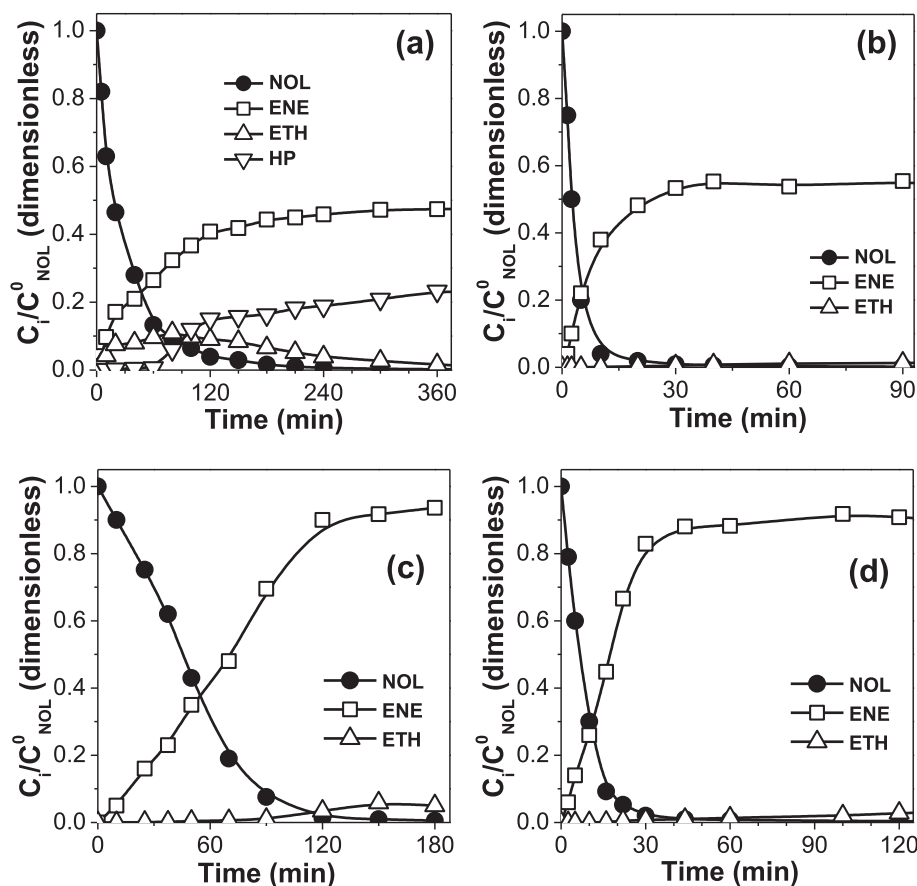 (a)
NOL
ENE
ETH
HP
C_i/C^0_NOL (dimensionless)
1.0
0.8
0.6
0.4
0.2
0.0
0 120 240 360
Time (min)
(b)
NOL
ENE
ETH
C_i/C^0_NOL (dimensionless)
1.0
0.8
0.6
0.4
0.2
0.0
0 30 60 90
Time (min)
(c)
NOL
ENE
ETH
C_i/C^0_NOL (dimensionless)
1.0
0.8
0.6
0.4
0.2
0.0
0 60 120 180
Time (min)
(d)
NOL
ENE
ETH
C_i/C^0_NOL (dimensionless)
1.0
0.8
0.6
0.4
0.2
0.0
0 30 60 90 120
Time (min)